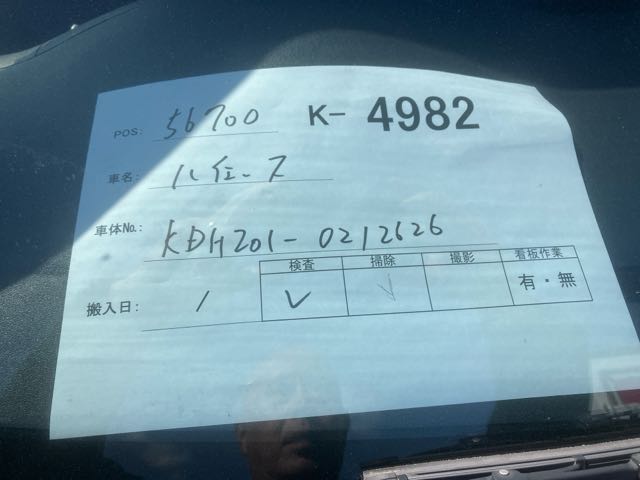 POS: 56700 K- 4982
車名: ハイエース
車体No.: KDH201-0212626
検査 掃除 撮影 看板作業
搬入日: / ✓ ✓ 有・無